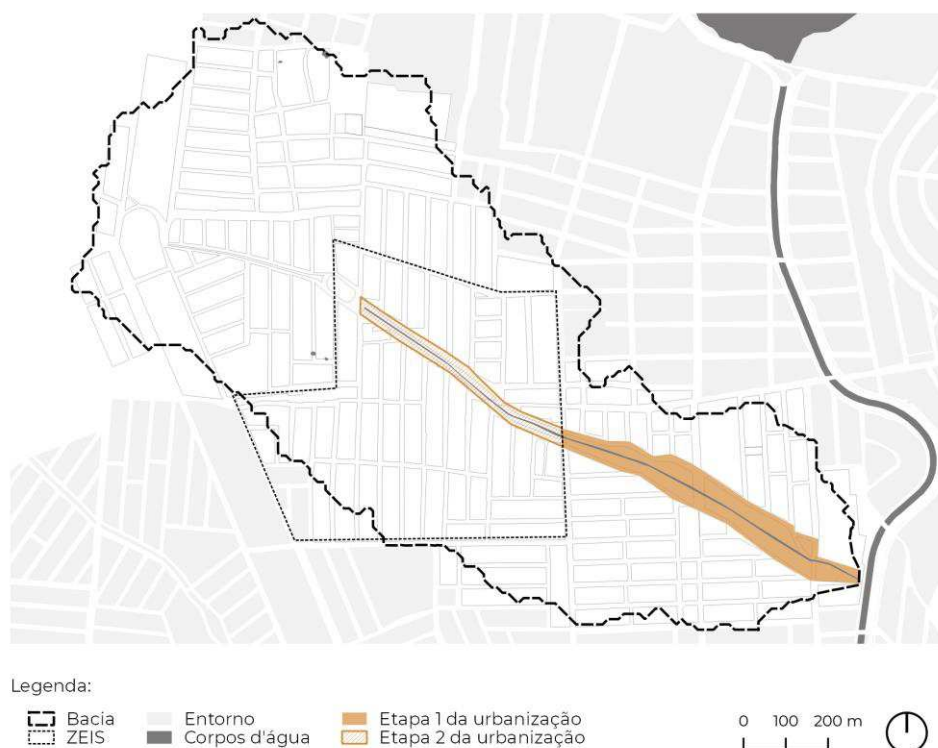 Legenda:
Bacia Entorno Etapa 1 da urbanização
ZEIS Corpos d'água Etapa 2 da urbanização
0 100 200 m